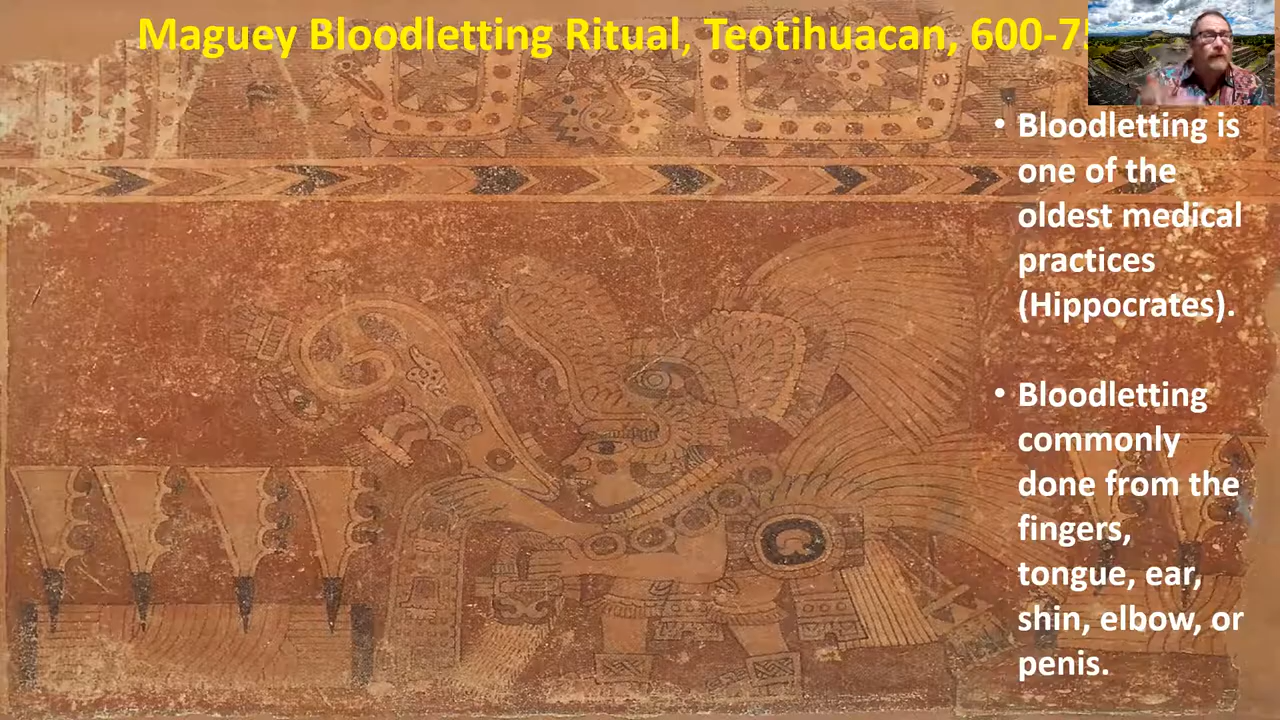 Maguey Bloodletting Ritual, Teotihuacan, 600-7
• Bloodletting is
one of the
oldest medical
practices
(Hippocrates).
• Bloodletting
commonly
done from the
fingers,
tongue, ear,
shin, elbow, or
penis.